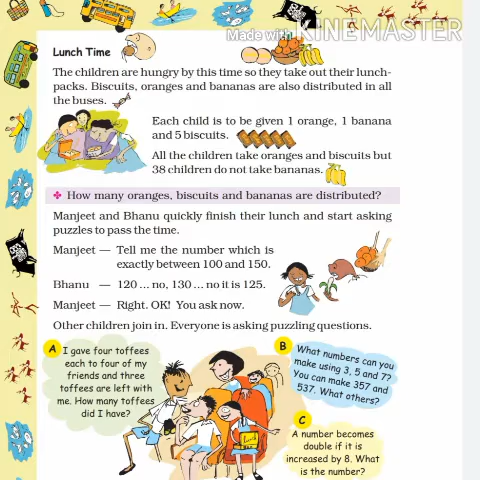 Made with KINEMASTER
Lunch Time
The children are hungry by this time so they take out their lunch-
packs. Biscuits, oranges and bananas are also distributed in all
the buses.
Each child is to be given 1 orange, 1 banana
and 5 biscuits.
All the children take oranges and biscuits but
38 children do not take bananas.
❖ How many oranges, biscuits and bananas are distributed?
Manjeet and Bhanu quickly finish their lunch and start asking
puzzles to pass the time.
Manjeet — Tell me the number which is
exactly between 100 and 150.
Bhanu — 120 ... no, 130 ... no it is 125.
Manjeet — Right. OK! You ask now.
Other children join in. Everyone is asking puzzling questions.
A
I gave four toffees
each to four of my
friends and three
toffees are left with
me. How many toffees
did I have?
B
What numbers can you
make using 3, 5 and 7?
You can make 357 and
537. What others?
C
A number becomes
double if it is
increased by 8. What
is the number?